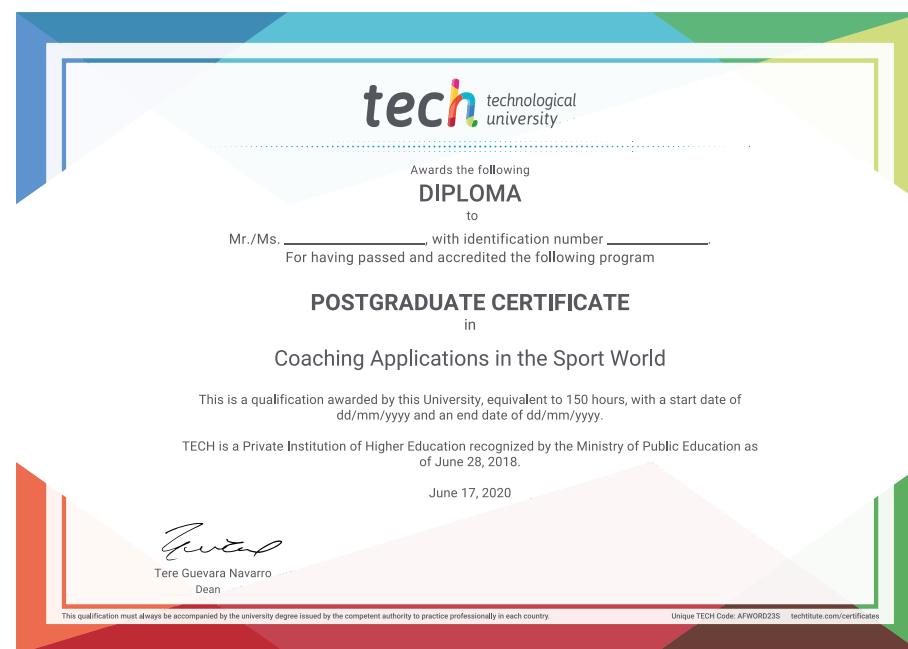 tech technological
university
Awards the following
DIPLOMA
to
Mr./Ms. ____________, with identification number ____________.
For having passed and accredited the following program
POSTGRADUATE CERTIFICATE
in
Coaching Applications in the Sport World
This is a qualification awarded by this University, equivalent to 150 hours, with a start date of
dd/mm/yyyy and an end date of dd/mm/yyyy.
TECH is a Private Institution of Higher Education recognized by the Ministry of Public Education as
of June 28, 2018.
June 17, 2020
Tere Guevara Navarro
Dean
This qualification must always be accompanied by the university degree issued by the competent authority to practice professionally in each country. Unique TECH Code: AFWORD23S techtitute.com/certificates